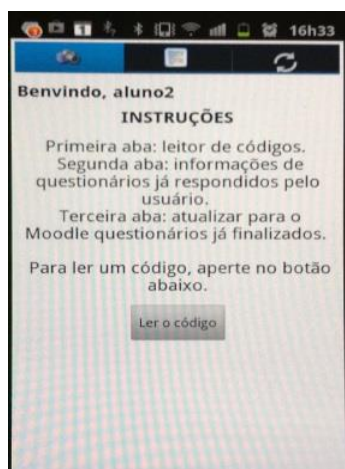 16h33
Benvindo, aluno2
INSTRUÇÕES
Primeira aba: leitor de códigos.
Segunda aba: informações de
questionários já respondidos pelo
usuário.
Terceira aba: atualizar para o
Moodle questionários já finalizados.
Para ler um código, aperte no botão
abaixo.
Ler o código